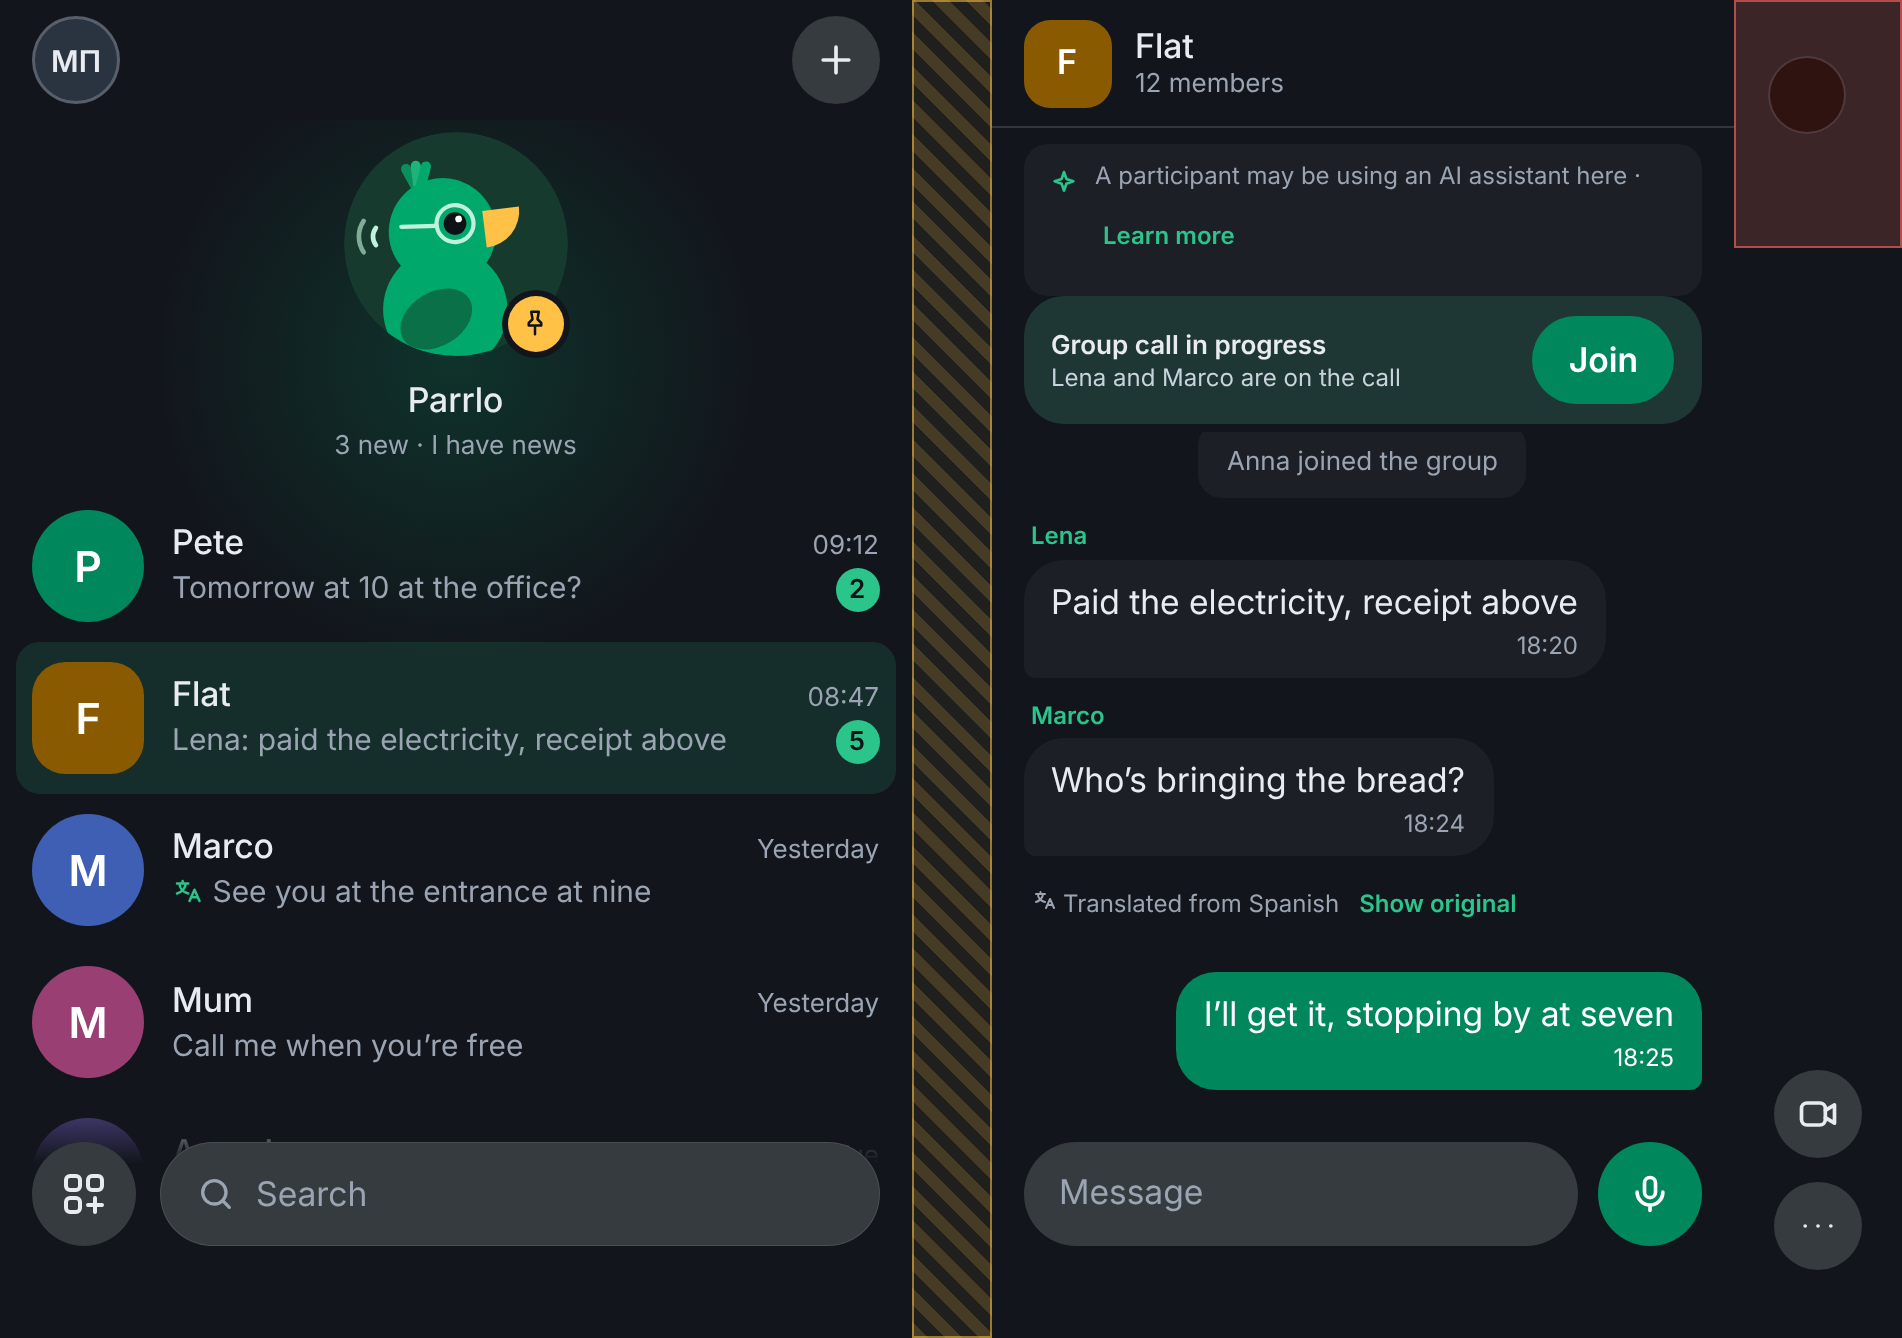 МП
Parrlo
3 new · I have news
Pete
09:12
Tomorrow at 10 at the office?
2
P
Flat
08:47
Lena: paid the electricity, receipt above
5
F
Marco
Yesterday
See you at the entrance at nine
M
Mum
Yesterday
Call me when you’re free
M
Search
F
Flat
12 members
A participant may be using an AI assistant here ·
Learn more
Group call in progress
Lena and Marco are on the call
Join
Anna joined the group
Lena
Paid the electricity, receipt above
18:20
Marco
Who’s bringing the bread?
18:24
Translated from Spanish Show original
I’ll get it, stopping by at seven
18:25
Message